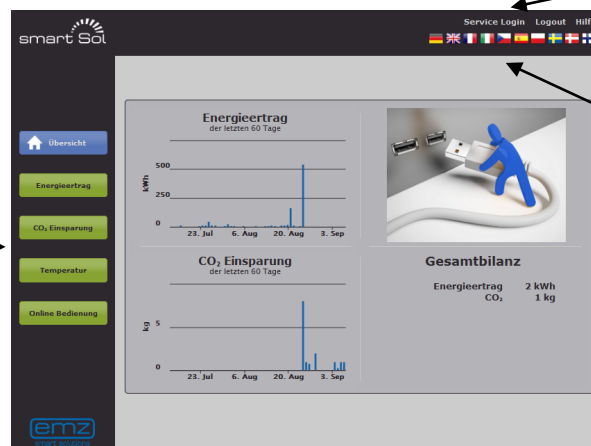 smart Sol
Service Login Logout Hilf
Übersicht
Energieertrag
CO₂ Einsparung
Temperatur
Online Bedienung
Energieertrag
der letzten 60 Tage
kWh
500
250
0
23. Jul 6. Aug 20. Aug 3. Sep
CO₂ Einsparung
der letzten 60 Tage
kg
5
0
23. Jul 6. Aug 20. Aug 3. Sep
Gesamtbilanz
Energieertrag 2 kWh
CO₂ 1 kg
emz
smart solutions